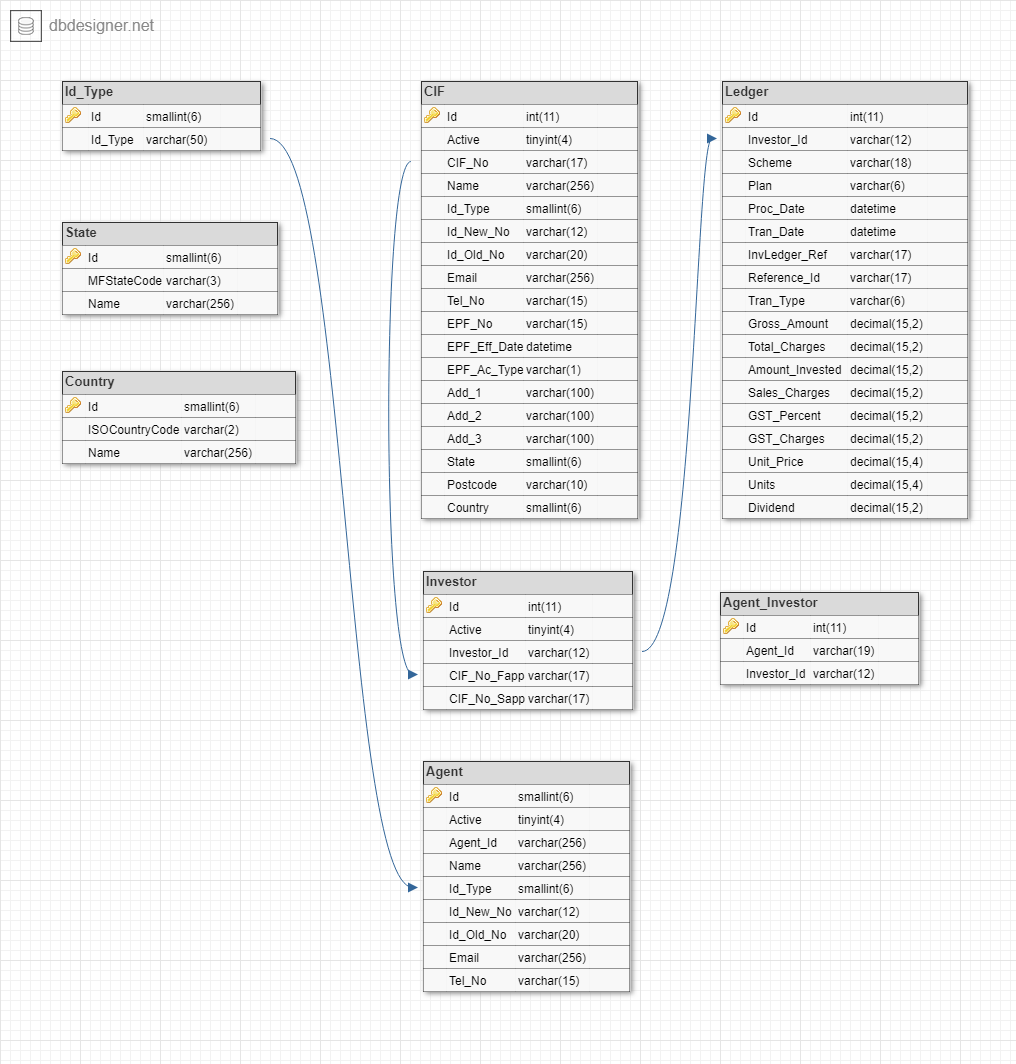 dbdesigner.net
Id_Type
Id smallint(6)
Id_Type varchar(50)
State
Id smallint(6)
MFStateCode varchar(3)
Name varchar(256)
Country
Id smallint(6)
ISOCountryCode varchar(2)
Name varchar(256)
CIF
Id int(11)
Active tinyint(4)
CIF_No varchar(17)
Name varchar(256)
Id_Type smallint(6)
Id_New_No varchar(12)
Id_Old_No varchar(20)
Email varchar(256)
Tel_No varchar(15)
EPF_No varchar(15)
EPF_Eff_Date datetime
EPF_Ac_Type varchar(1)
Add_1 varchar(100)
Add_2 varchar(100)
Add_3 varchar(100)
State smallint(6)
Postcode varchar(10)
Country smallint(6)
Ledger
Id int(11)
Investor_Id varchar(12)
Scheme varchar(18)
Plan varchar(6)
Proc_Date datetime
Tran_Date datetime
InvLedger_Ref varchar(17)
Reference_Id varchar(17)
Tran_Type varchar(6)
Gross_Amount decimal(15,2)
Total_Charges decimal(15,2)
Amount_Invested decimal(15,2)
Sales_Charges decimal(15,2)
GST_Percent decimal(15,2)
GST_Charges decimal(15,2)
Unit_Price decimal(15,4)
Units decimal(15,4)
Dividend decimal(15,2)
Investor
Id int(11)
Active tinyint(4)
Investor_Id varchar(12)
CIF_No_Fapp varchar(17)
CIF_No_Sapp varchar(17)
Agent_Investor
Id int(11)
Agent_Id varchar(19)
Investor_Id varchar(12)
Agent
Id smallint(6)
Active tinyint(4)
Agent_Id varchar(256)
Name varchar(256)
Id_Type smallint(6)
Id_New_No varchar(12)
Id_Old_No varchar(20)
Email varchar(256)
Tel_No varchar(15)